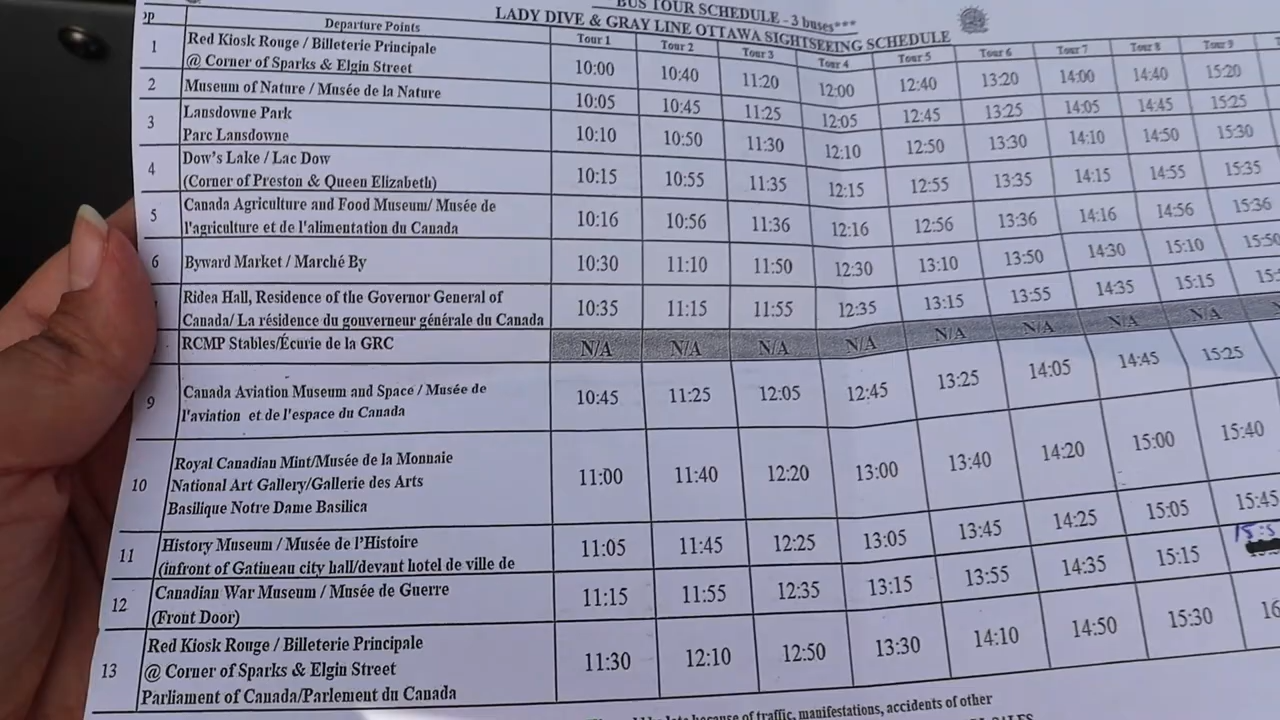 BUS TOUR SCHEDULE - 3 buses***
LADY DIVE & GRAY LINE OTTAWA SIGHTSEEING SCHEDULE
Departure Points Tour 1 Tour 2 Tour 3 Tour 4 Tour 5 Tour 6 Tour 7 Tour 8 Tour 9
1 Red Kiosk Rouge / Billeterie Principale
@ Corner of Sparks & Elgin Street 10:00 10:40 11:20 12:00 12:40 13:20 14:00 14:40 15:20
2 Museum of Nature / Musée de la Nature 10:05 10:45 11:25 12:05 12:45 13:25 14:05 14:45 15:25
3 Lansdowne Park
Parc Lansdowne 10:10 10:50 11:30 12:10 12:50 13:30 14:10 14:50 15:30
4 Dow's Lake / Lac Dow
(Corner of Preston & Queen Elizabeth) 10:15 10:55 11:35 12:15 12:55 13:35 14:15 14:55 15:35
5 Canada Agriculture and Food Museum/ Musée de
l'agriculture et de l'alimentation du Canada 10:16 10:56 11:36 12:16 12:56 13:36 14:16 14:56 15:36
6 Byward Market / Marché By 10:30 11:10 11:50 12:30 13:10 13:50 14:30 15:10 15:50
Ridea Hall, Residence of the Governor General of
Canada/ La résidence du gouverneur générale du Canada 10:35 11:15 11:55 12:35 13:15 13:55 14:35 15:15
RCMP Stables/Écurie de la GRC N/A N/A N/A N/A N/A N/A N/A N/A
9 Canada Aviation Museum and Space / Musée de
l'aviation et de l'espace du Canada 10:45 11:25 12:05 12:45 13:25 14:05 14:45 15:25
10 Royal Canadian Mint/Musée de la Monnaie
National Art Gallery/Gallerie des Arts
Basilique Notre Dame Basilica 11:00 11:40 12:20 13:00 13:40 14:20 15:00 15:40
11 History Museum / Musée de l'Histoire
(infront of Gatineau city hall/devant hotel de ville de 11:05 11:45 12:25 13:05 13:45 14:25 15:05 15:45
12 Canadian War Museum / Musée de Guerre
(Front Door) 11:15 11:55 12:35 13:15 13:55 14:35 15:15
13 Red Kiosk Rouge / Billeterie Principale
@ Corner of Sparks & Elgin Street
Parliament of Canada/Parlement du Canada 11:30 12:10 12:50 13:30 14:10 14:50 15:30
because of traffic, manifestations, accidents of other